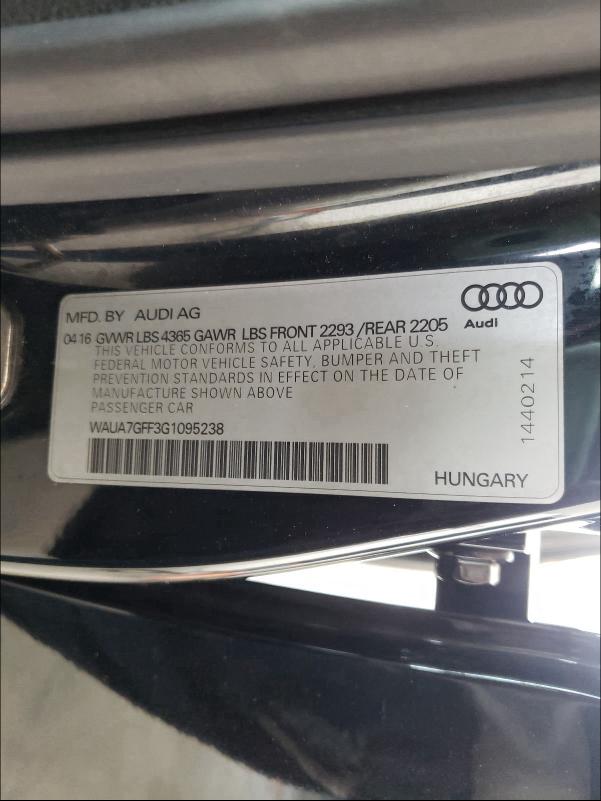 MFD. BY AUDI AG
04 16 GVWR LBS 4365 GAWR LBS FRONT 2293 /REAR 2205
THIS VEHICLE CONFORMS TO ALL APPLICABLE U.S.
FEDERAL MOTOR VEHICLE SAFETY, BUMPER AND THEFT
PREVENTION STANDARDS IN EFFECT ON THE DATE OF
MANUFACTURE SHOWN ABOVE
PASSENGER CAR
WAUA7GFF3G1095238
Audi
1440214
HUNGARY